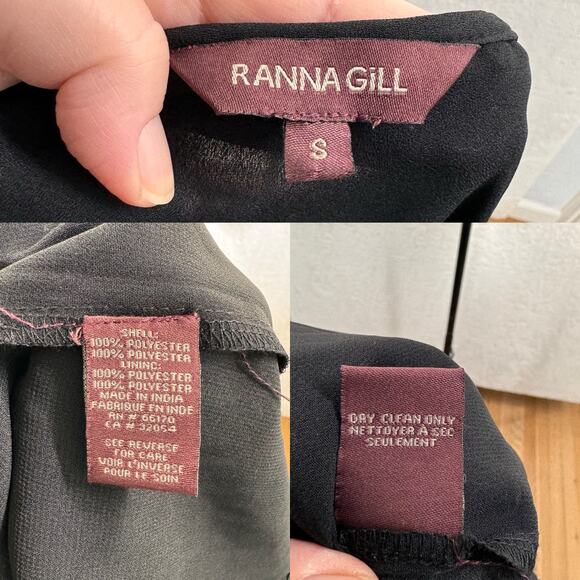 RANNA GiLL
S
SHELL:
100% POLYESTER
100% POLYESTER
LINING:
100% POLYESTER
100% POLYESTER
MADE IN INDIA
FABRIQUE EN INDE
RN # 66170
CA # 32054
SEE REVERSE
FOR CARE
VOIR L'INVERSE
POUR LE SOIN
DRY CLEAN ONLY
NETTOYER À SEC
SEULEMENT